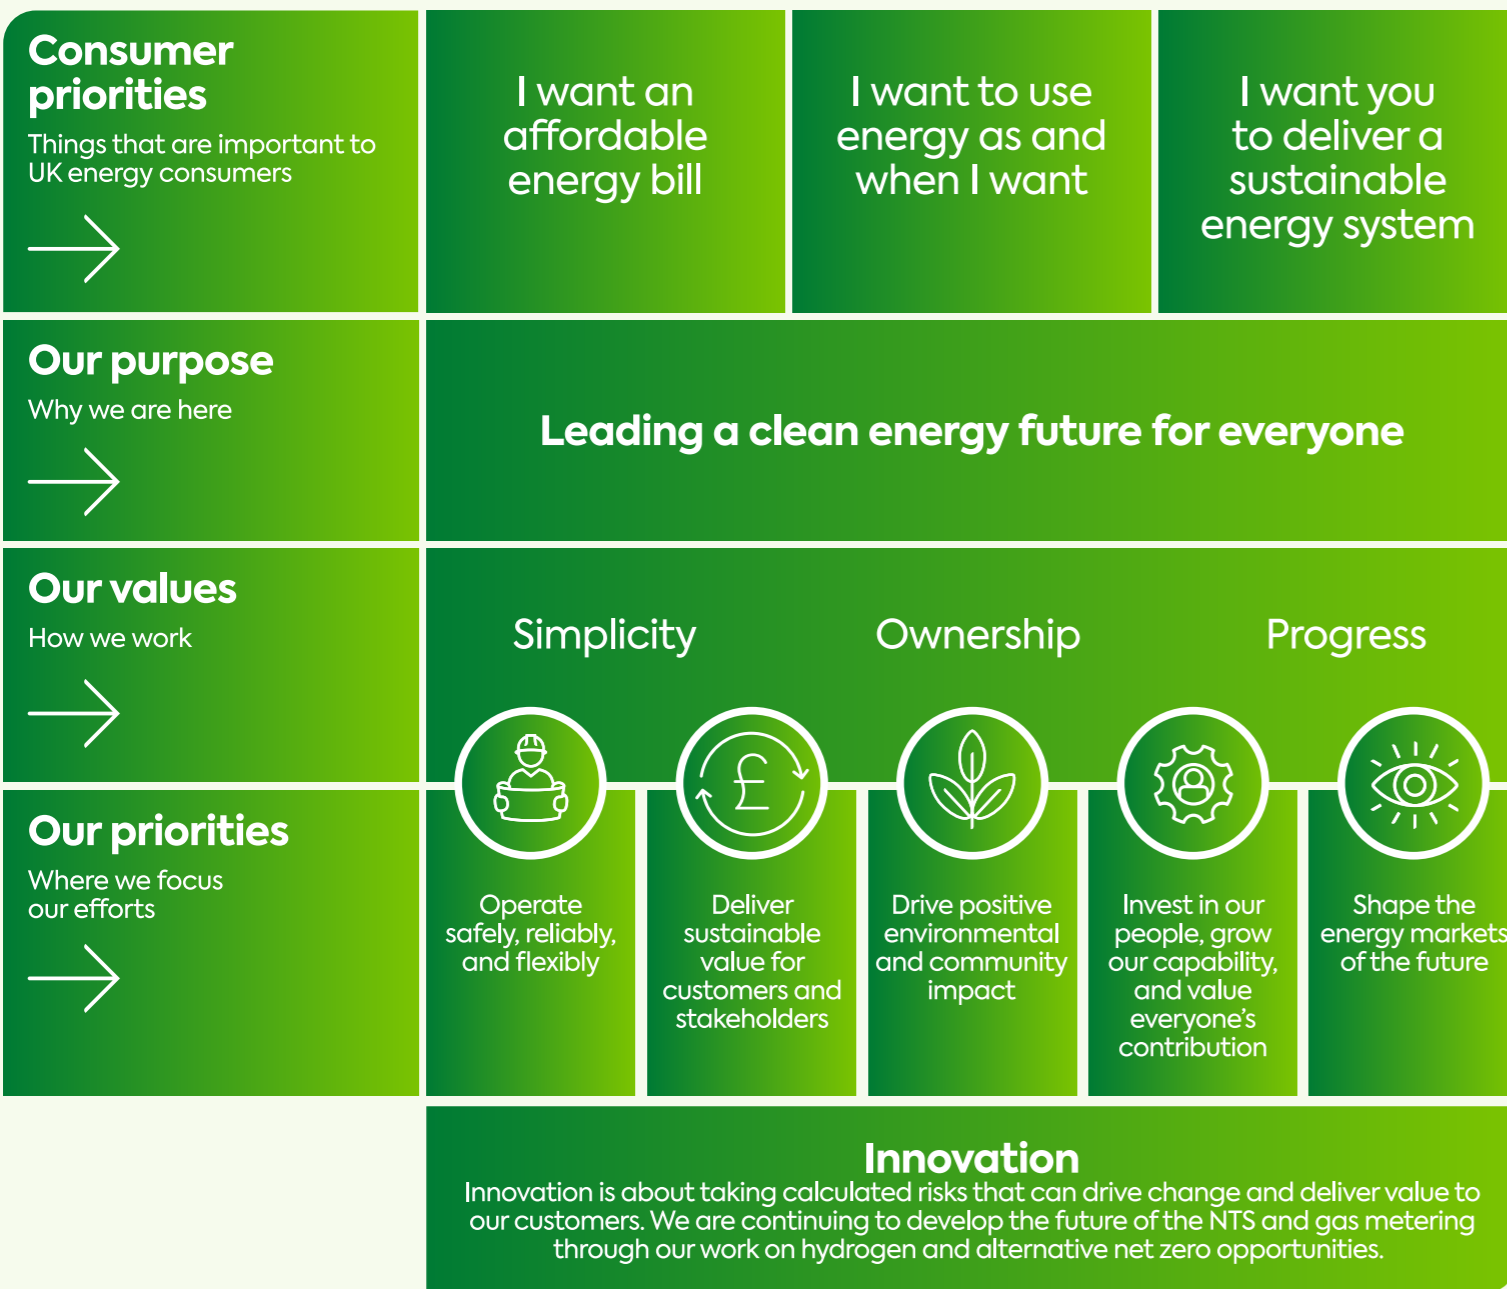 Consumer
priorities
Things that are important to
UK energy consumers
I want an
affordable
energy bill
I want to use
energy as and
when I want
I want you
to deliver a
sustainable
energy system
Our purpose
Why we are here
Leading a clean energy future for everyone
Our values
How we work
Simplicity
Ownership
Progress
Our priorities
Where we focus
our efforts
£
Operate
safely, reliably,
and flexibly
Deliver
sustainable
value for
customers and
stakeholders
Drive positive
environmental
and community
impact
Invest in our
people, grow
our capability,
and value
everyone’s
contribution
Shape the
energy markets
of the future
Innovation
Innovation is about taking calculated risks that can drive change and deliver value to
our customers. We are continuing to develop the future of the NTS and gas metering
through our work on hydrogen and alternative net zero opportunities.